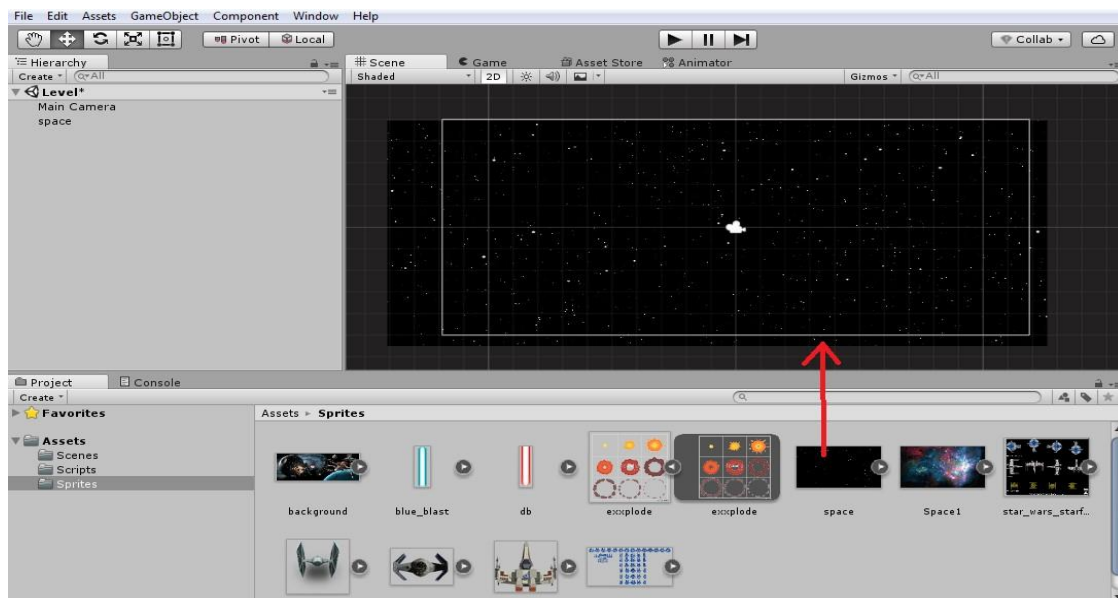 File Edit Assets GameObject Component Window Help
Pivot Local Collab
Hierarchy Scene Game Asset Store Animator
Create All Shaded 2D Gizmos All
Level*
Main Camera
space
Project Console
Create
Favorites Assets Sprites
Assets
Scenes
Scripts
Sprites
background blue_blast db explode explode space Space1 star_wars_starf...